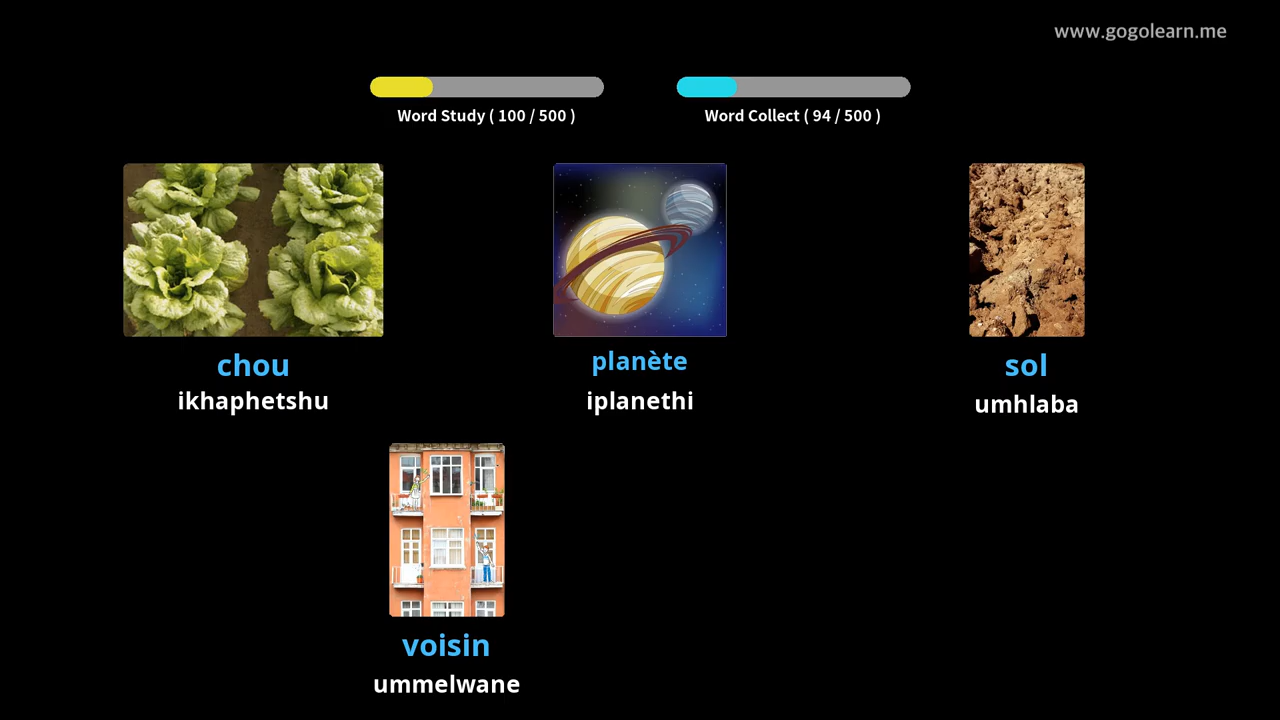 www.gogolearn.me
Word Study ( 100 / 500 )
Word Collect ( 94 / 500 )
chou
ikhaphetshu
planète
iplanethi
sol
umhlaba
voisin
ummelwane